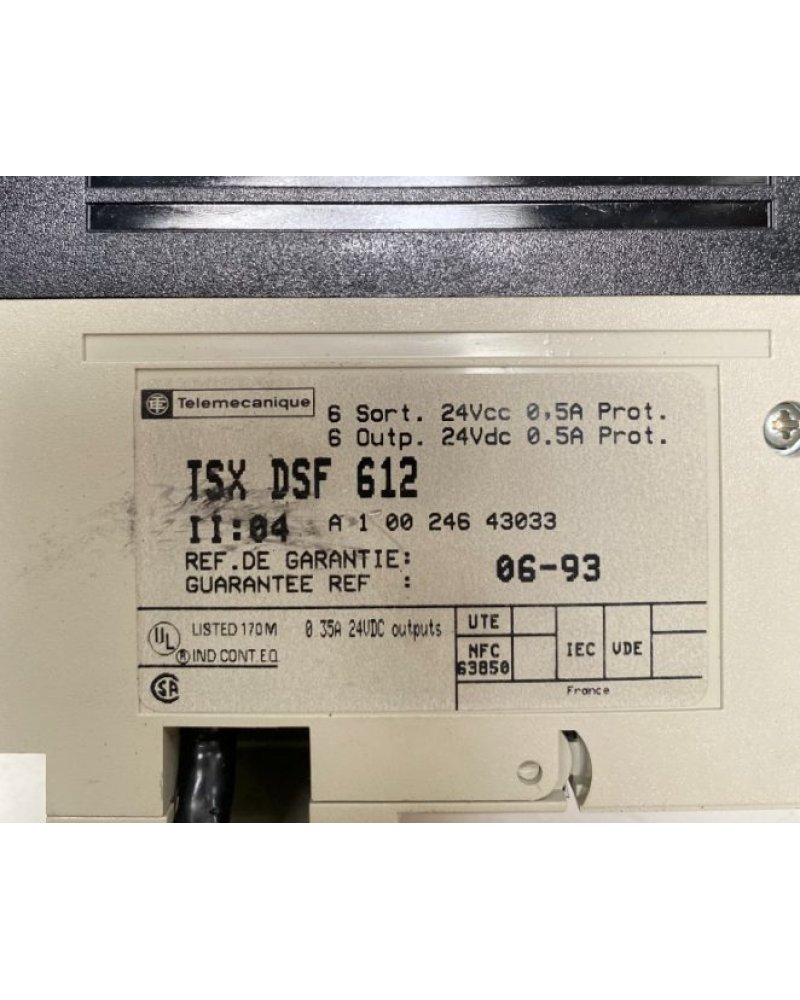 Telemecanique
6 Sort. 24Vcc 0,5A Prot.
6 Outp. 24Vdc 0.5A Prot.
TSX DSF 612
II:04 A 1 00 246 43033
REF.DE GARANTIE:
GUARANTEE REF : 06-93
UL LISTED 170M 0 35A 24VDC outputs
® IND CONT.EQ
SA
UTE
NFC IEC VDE
63850
France